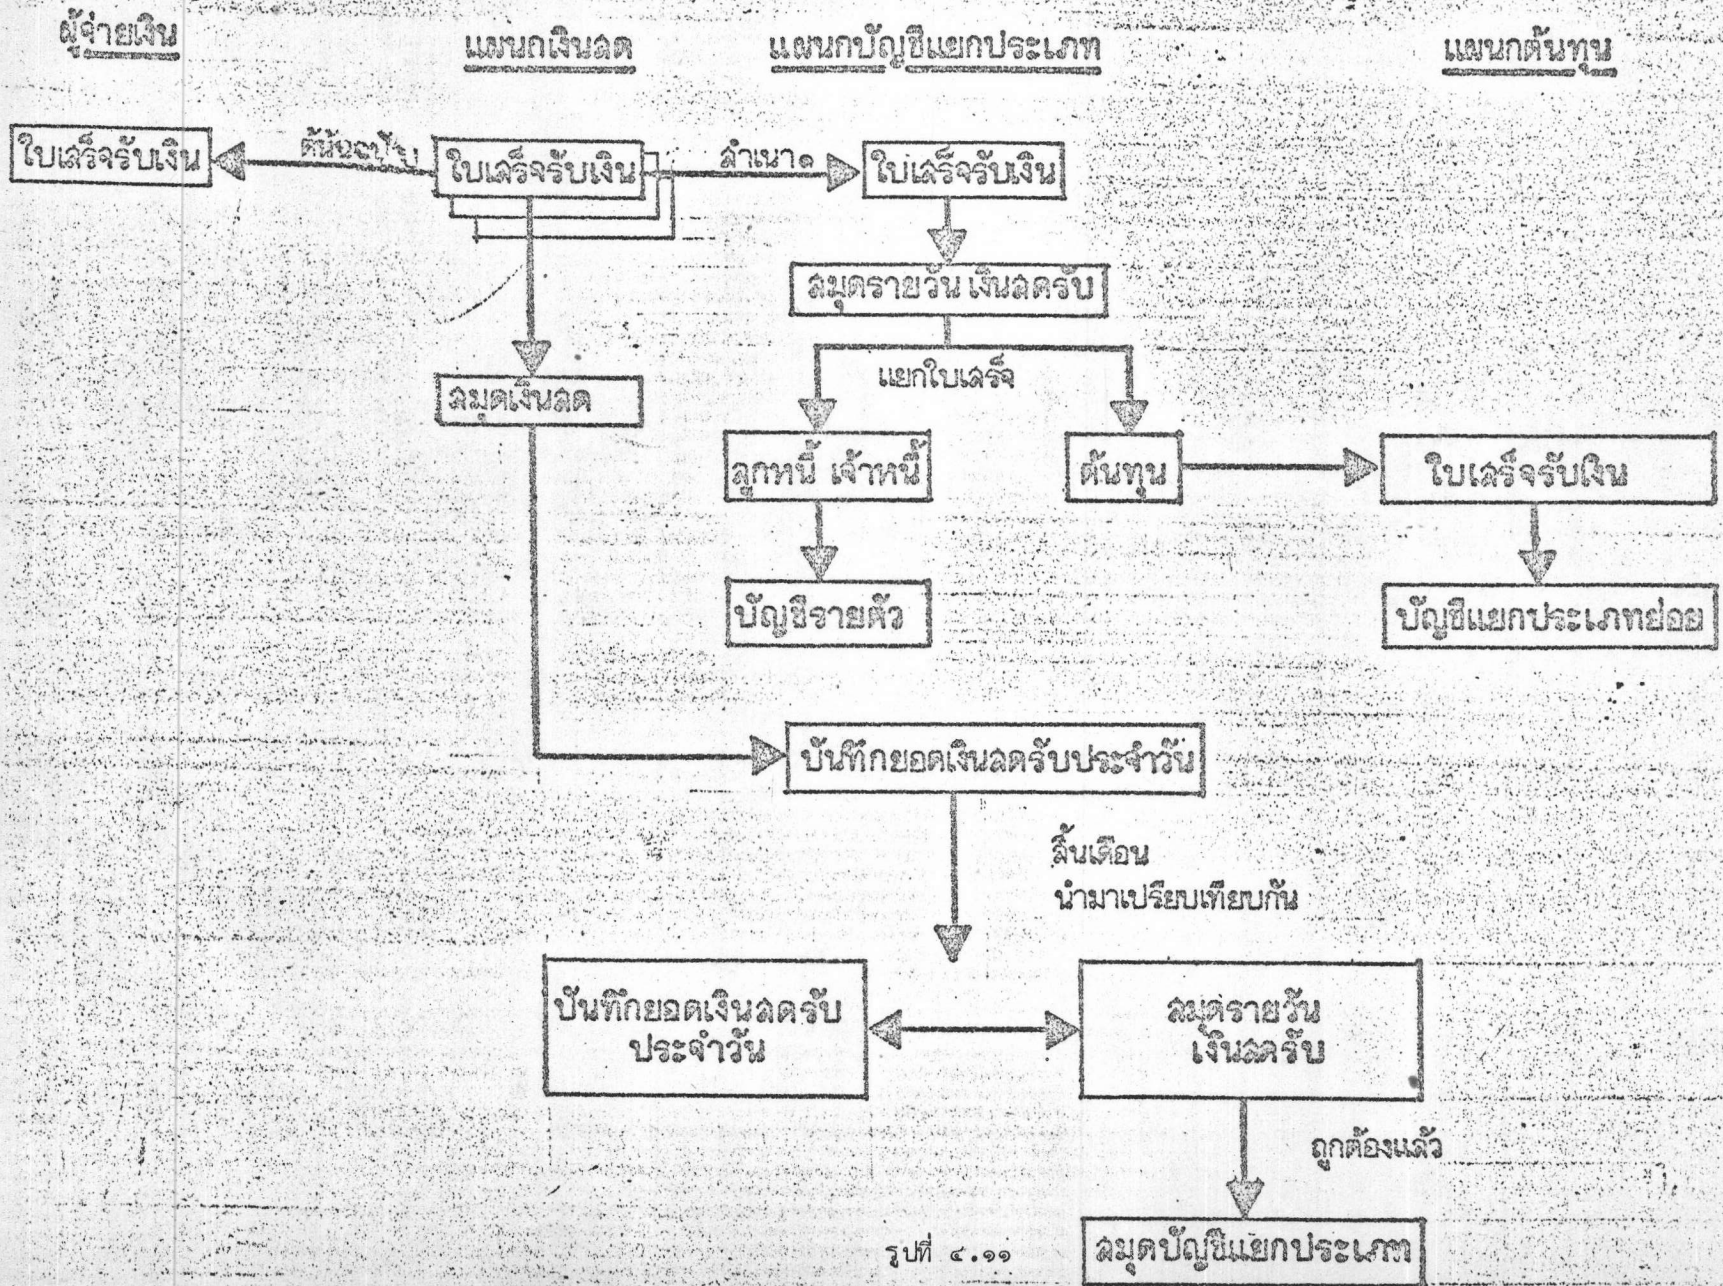 ผู้จ่ายเงิน
แผนกเงินสด
แผนกบัญชีแยกประเภท
แผนกต้นทุน
ใบเสร็จรับเงิน
ต้นฉบับ
ใบเสร็จรับเงิน
สำเนา๑
ใบเสร็จรับเงิน
สมุดรายวันเงินสดรับ
แยกใบเสร็จ
สมุดเงินสด
ลูกหนี้ เจ้าหนี้
ต้นทุน
ใบเสร็จรับเงิน
บัญชีรายตัว
บัญชีแยกประเภทย่อย
บันทึกยอดเงินสดรับประจำวัน
สิ้นเดือน
นำมาเปรียบเทียบกัน
บันทึกยอดเงินสดรับ
ประจำวัน
สมุดรายวัน
เงินสดรับ
ถูกต้องแล้ว
สมุดบัญชีแยกประเภท
รูปที่ ๔.๑๑